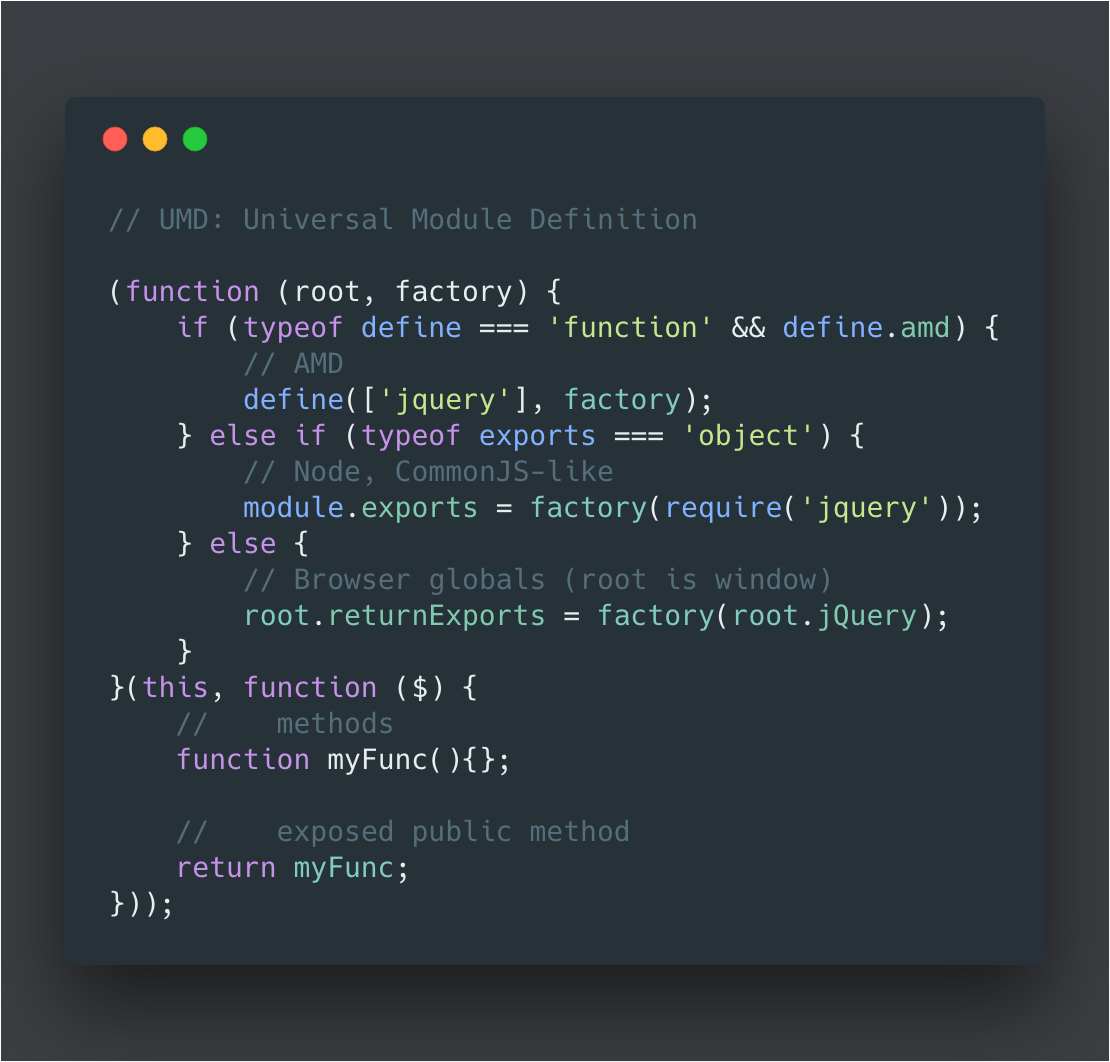 // UMD: Universal Module Definition

(function (root, factory) {
    if (typeof define === 'function' && define.amd) {
        // AMD
        define(['jquery'], factory);
    } else if (typeof exports === 'object') {
        // Node, CommonJS-like
        module.exports = factory(require('jquery'));
    } else {
        // Browser globals (root is window)
        root.returnExports = factory(root.jQuery);
    }
}(this, function ($) {
    //    methods
    function myFunc(){};

    //    exposed public method
    return myFunc;
}));